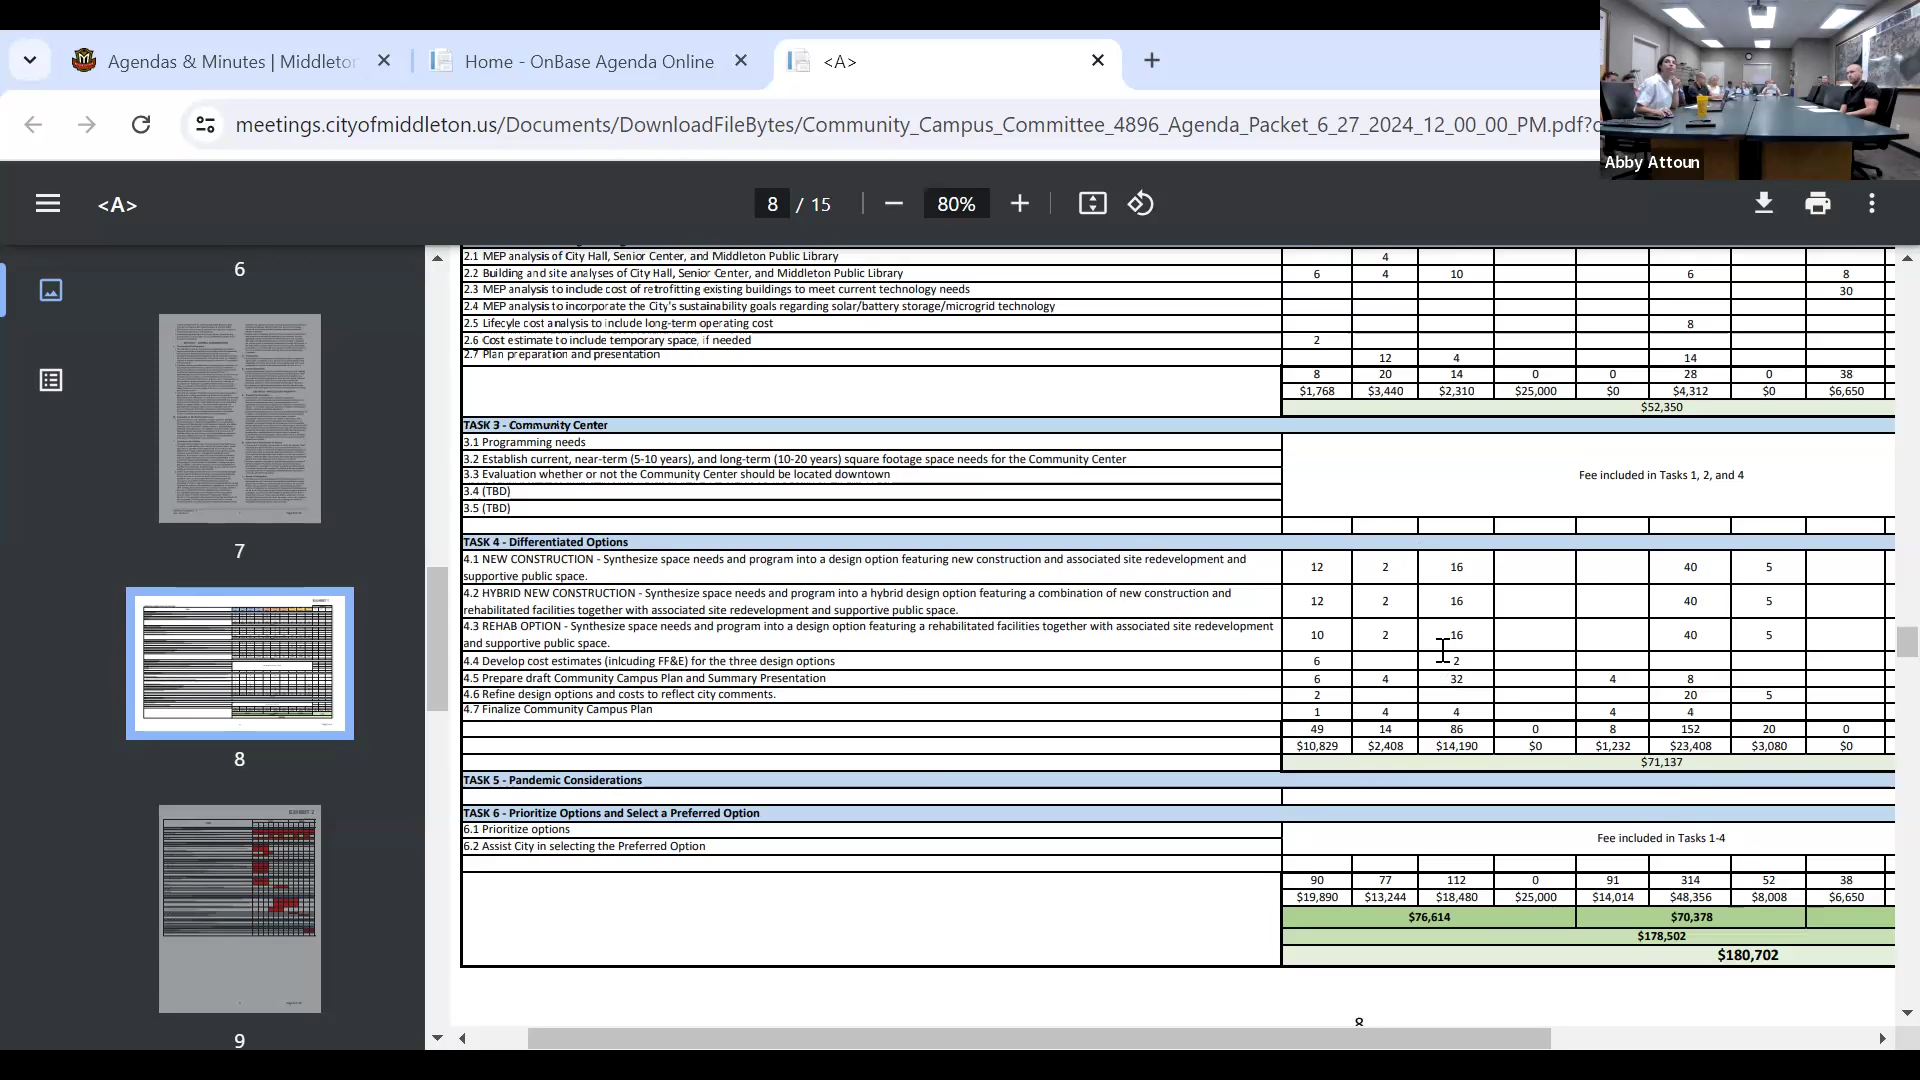 Agendas & Minutes | Middleton
Home - OnBase Agenda Online
<A>
meetings.cityofmiddleton.us/Documents/DownloadFileBytes/Community_Campus_Committee_4896_Agenda_Packet_6_27_2024_12_00_00_PM.pdf?
Abby Attoun
<A>
8 / 15
80%
6
7
8
9
2.1 MEP analysis of City Hall, Senior Center, and Middleton Public Library 4
2.2 Building and site analyses of City Hall, Senior Center, and Middleton Public Library 6 4 10 6 8
2.3 MEP analysis to include cost of retrofitting existing buildings to meet current technology needs 30
2.4 MEP analysis to incorporate the City's sustainability goals regarding solar/battery storage/microgrid technology
2.5 Lifecyle cost analysis to include long-term operating cost 8
2.6 Cost estimate to include temporary space, if needed 2
2.7 Plan preparation and presentation 12 4 14
8 20 14 0 0 28 0 38
$1,768 $3,440 $2,310 $25,000 $0 $4,312 $0 $6,650
$52,350
TASK 3 - Community Center
3.1 Programming needs
3.2 Establish current, near-term (5-10 years), and long-term (10-20 years) square footage space needs for the Community Center
3.3 Evaluation whether or not the Community Center should be located downtown
Fee included in Tasks 1, 2, and 4
3.4 (TBD)
3.5 (TBD)
TASK 4 - Differentiated Options
4.1 NEW CONSTRUCTION - Synthesize space needs and program into a design option featuring new construction and associated site redevelopment and
supportive public space.
12 2 16 40 5
4.2 HYBRID NEW CONSTRUCTION - Synthesize space needs and program into a hybrid design option featuring a combination of new construction and
rehabilitated facilities together with associated site redevelopment and supportive public space.
12 2 16 40 5
4.3 REHAB OPTION - Synthesize space needs and program into a design option featuring a rehabilitated facilities together with associated site redevelopment
and supportive public space.
10 2 16 40 5
4.4 Develop cost estimates (inlcuding FF&E) for the three design options 6 2
4.5 Prepare draft Community Campus Plan and Summary Presentation 6 4 32 4 8
4.6 Refine design options and costs to reflect city comments. 2 20 5
4.7 Finalize Community Campus Plan 1 4 4 4 4
49 14 86 0 8 152 20 0
$10,829 $2,408 $14,190 $0 $1,232 $23,408 $3,080 $0
$71,137
TASK 5 - Pandemic Considerations
TASK 6 - Prioritize Options and Select a Preferred Option
6.1 Prioritize options
Fee included in Tasks 1-4
6.2 Assist City in selecting the Preferred Option
90 77 112 0 91 314 52 38
$19,890 $13,244 $18,480 $25,000 $14,014 $48,356 $8,008 $6,650
$76,614 $70,378
$178,502
$180,702
8